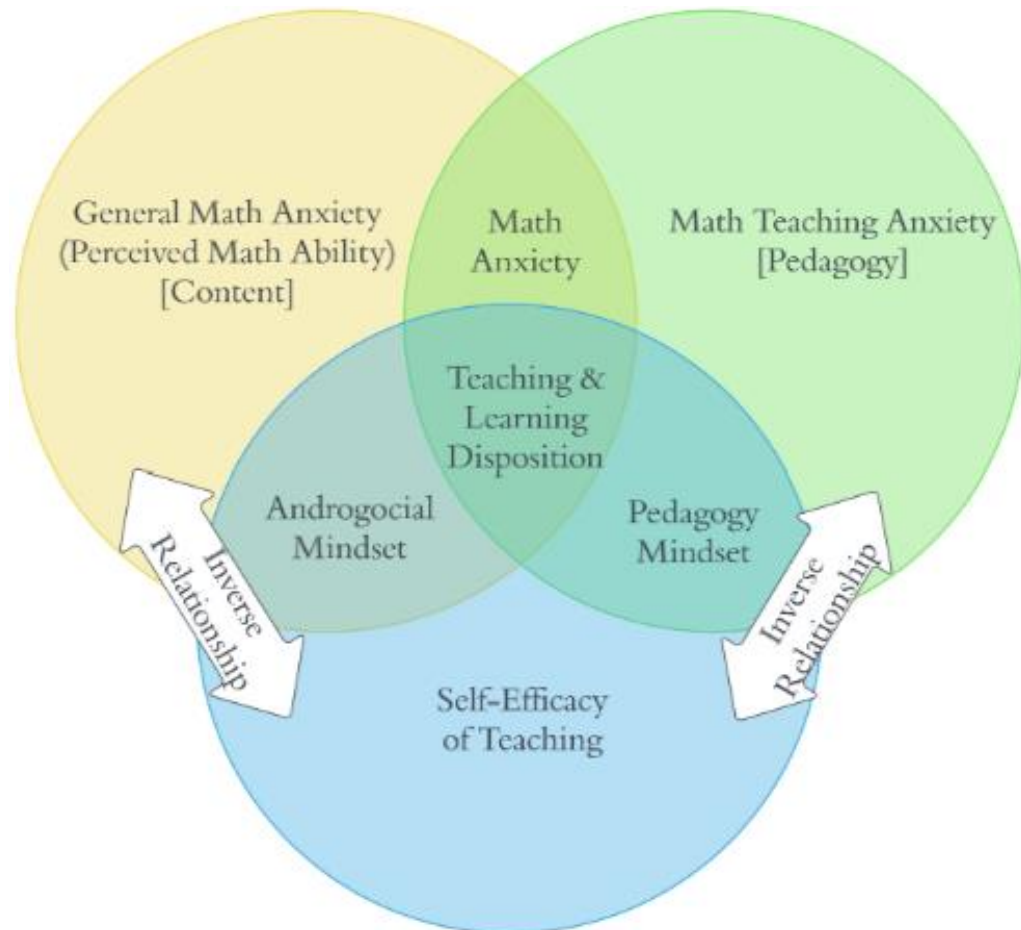 General Math Anxiety
(Perceived Math Ability)
[Content]
Math
Anxiety
Math Teaching Anxiety
[Pedagogy]
Teaching &
Learning
Disposition
Androgocial
Mindset
Pedagogy
Mindset
Inverse
Relationship
Inverse
Relationship
Self-Efficacy
of Teaching